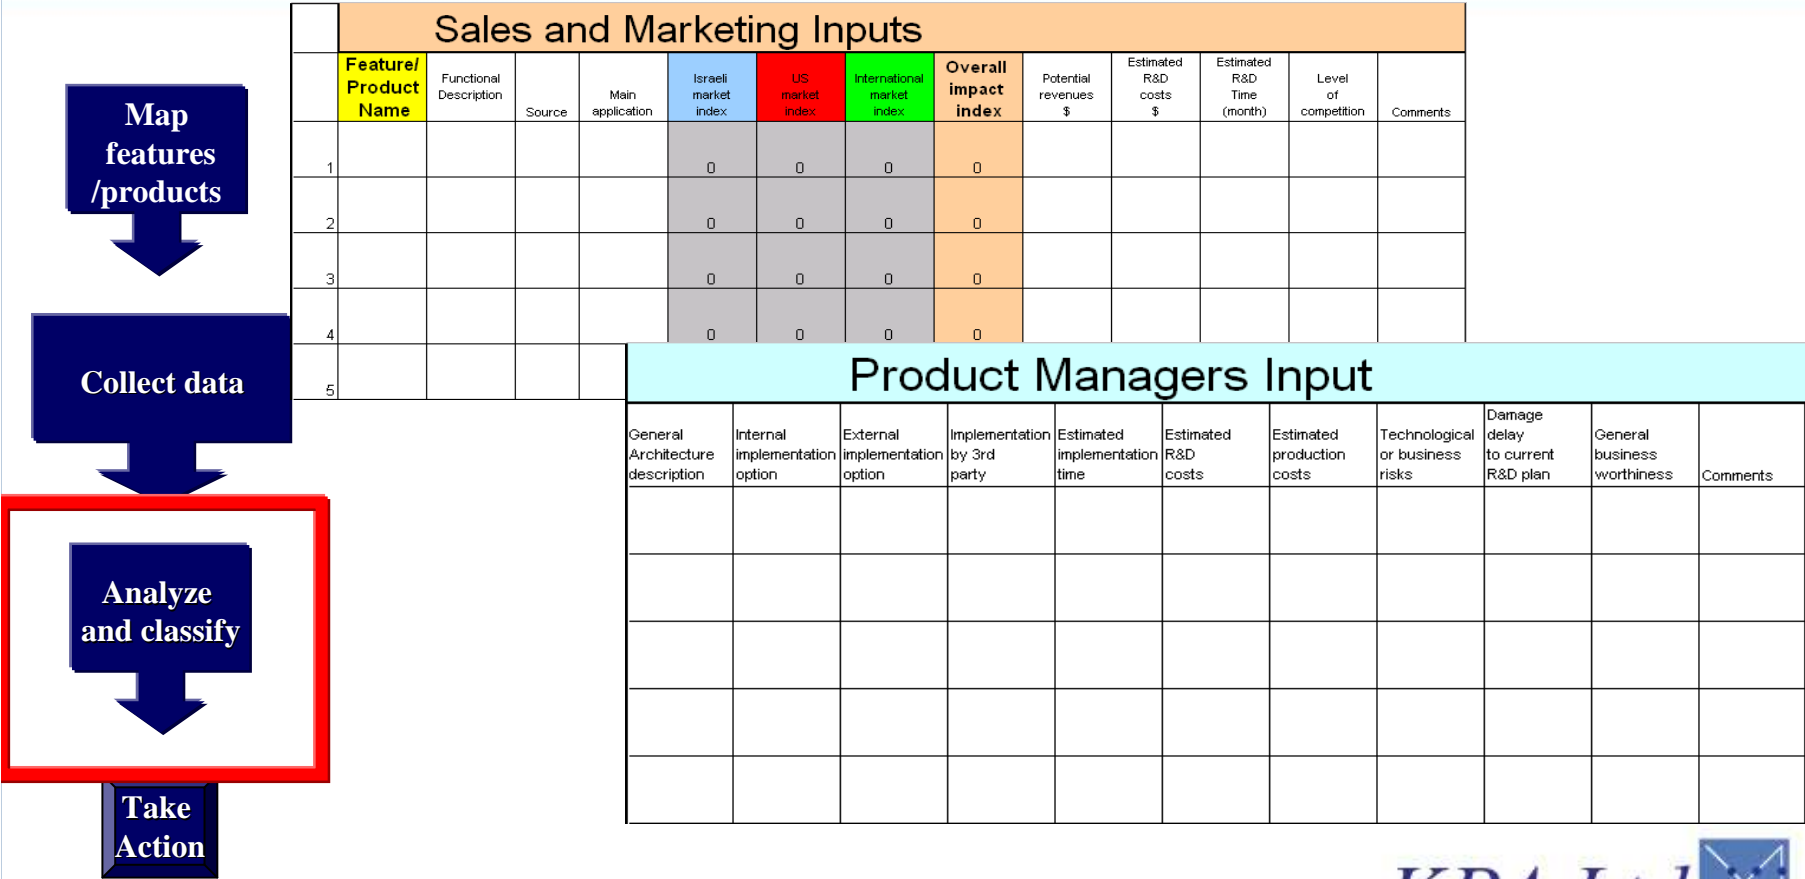 Map
features
/products
Collect data
Analyze
and classify
Take
Action
Sales and Marketing Inputs
Feature/
Product
Name
Functional
Description
Source
Main
application
Israeli
market
index
US
market
index
International
market
index
Overall
impact
index
Potential
revenues
$
Estimated
R&D
costs
$
Estimated
R&D
Time
(month)
Level
of
competition
Comments
1 0 0 0 0
2 0 0 0 0
3 0 0 0 0
4 0 0 0 0
5
Product Managers Input
General
Architecture
description
Internal
implementation
option
External
implementation
option
Implementation
by 3rd
party
Estimated
implementation
time
Estimated
R&D
costs
Estimated
production
costs
Technological
or business
risks
Damage
delay
to current
R&D plan
General
business
worthiness
Comments
KPA Ltd